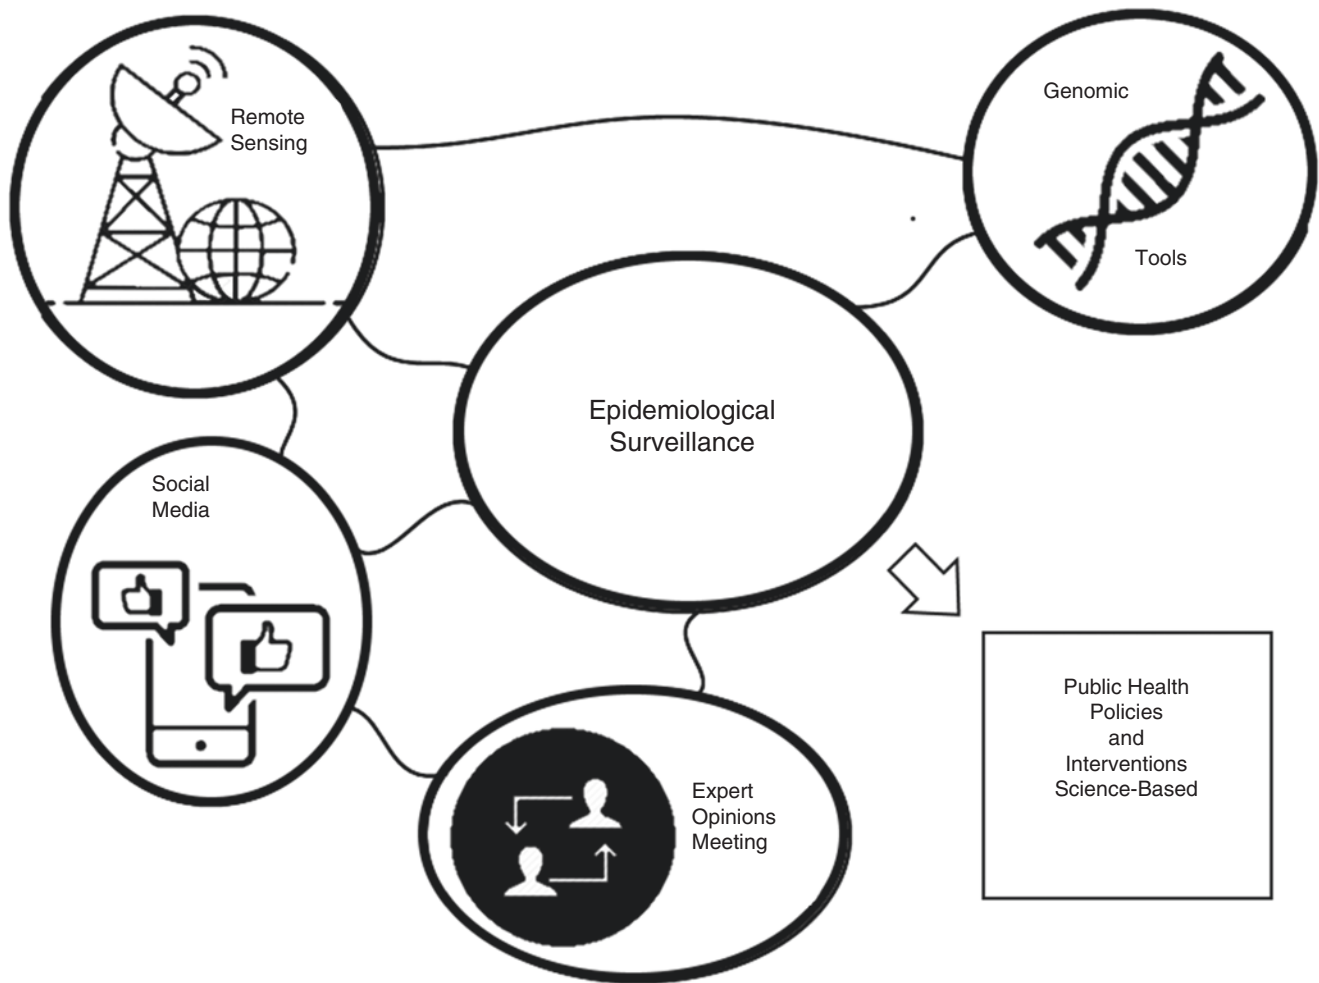 Remote
Sensing
Genomic
Tools
Epidemiological
Surveillance
Social
Media
Expert
Opinions
Meeting
Public Health
Policies
and
Interventions
Science-Based